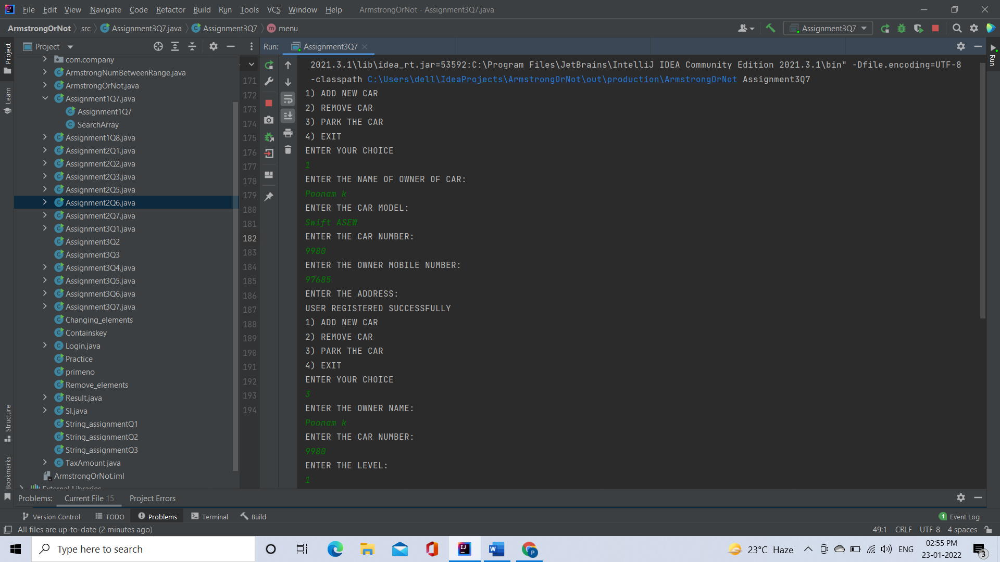 File Edit View Navigate Code Refactor Build Run Tools VCS Window Help ArmstrongOrNot - Assignment3Q7.java
ArmstrongOrNot src Assignment3Q7.java Assignment3Q7 menu Assignment3Q7
Project
Run: Assignment3Q7
Project
Learn
Structure
Bookmarks
Run
com.company
ArmstrongNumBetweenRange.java
ArmstrongOrNot.java
Assignment1Q7.java
Assignment1Q7
SearchArray
Assignment1Q8.java
Assignment2Q1.java
Assignment2Q2.java
Assignment2Q3.java
Assignment2Q5.java
Assignment2Q6.java
Assignment2Q7.java
Assignment3Q1.java
Assignment3Q2
Assignment3Q3
Assignment3Q4.java
Assignment3Q5.java
Assignment3Q6.java
Assignment3Q7.java
Changing_elements
Containskey
Login.java
Practice
primeno
Remove_elements
Result.java
SI.java
String_assignmentQ1
String_assignmentQ2
String_assignmentQ3
TaxAmount.java
ArmstrongOrNot.iml
External Libraries
171
172
173
174
175
176
177
178
179
180
181
182
183
184
185
186
187
188
189
190
191
192
193
194
2021.3.1\lib\idea_rt.jar=53592:C:\Program Files\JetBrains\IntelliJ IDEA Community Edition 2021.3.1\bin" -Dfile.encoding=UTF-8
-classpath C:\Users\dell\IdeaProjects\ArmstrongOrNot\out\production\ArmstrongOrNot Assignment3Q7
1) ADD NEW CAR
2) REMOVE CAR
3) PARK THE CAR
4) EXIT
ENTER YOUR CHOICE
1
ENTER THE NAME OF OWNER OF CAR:
Poonam k
ENTER THE CAR MODEL:
Swift ASEW
ENTER THE CAR NUMBER:
9980
ENTER THE OWNER MOBILE NUMBER:
97685
ENTER THE ADDRESS:
USER REGISTERED SUCCESSFULLY
1) ADD NEW CAR
2) REMOVE CAR
3) PARK THE CAR
4) EXIT
ENTER YOUR CHOICE
3
ENTER THE OWNER NAME:
Poonam k
ENTER THE CAR NUMBER:
9980
ENTER THE LEVEL:
1
Problems: Current File 15 Project Errors
Version Control TODO Problems Terminal Build 1 Event Log
All files are up-to-date (2 minutes ago) 49:1 CRLF UTF-8 4 spaces
Type here to search 23°C Haze ENG 02:55 PM
23-01-2022 3